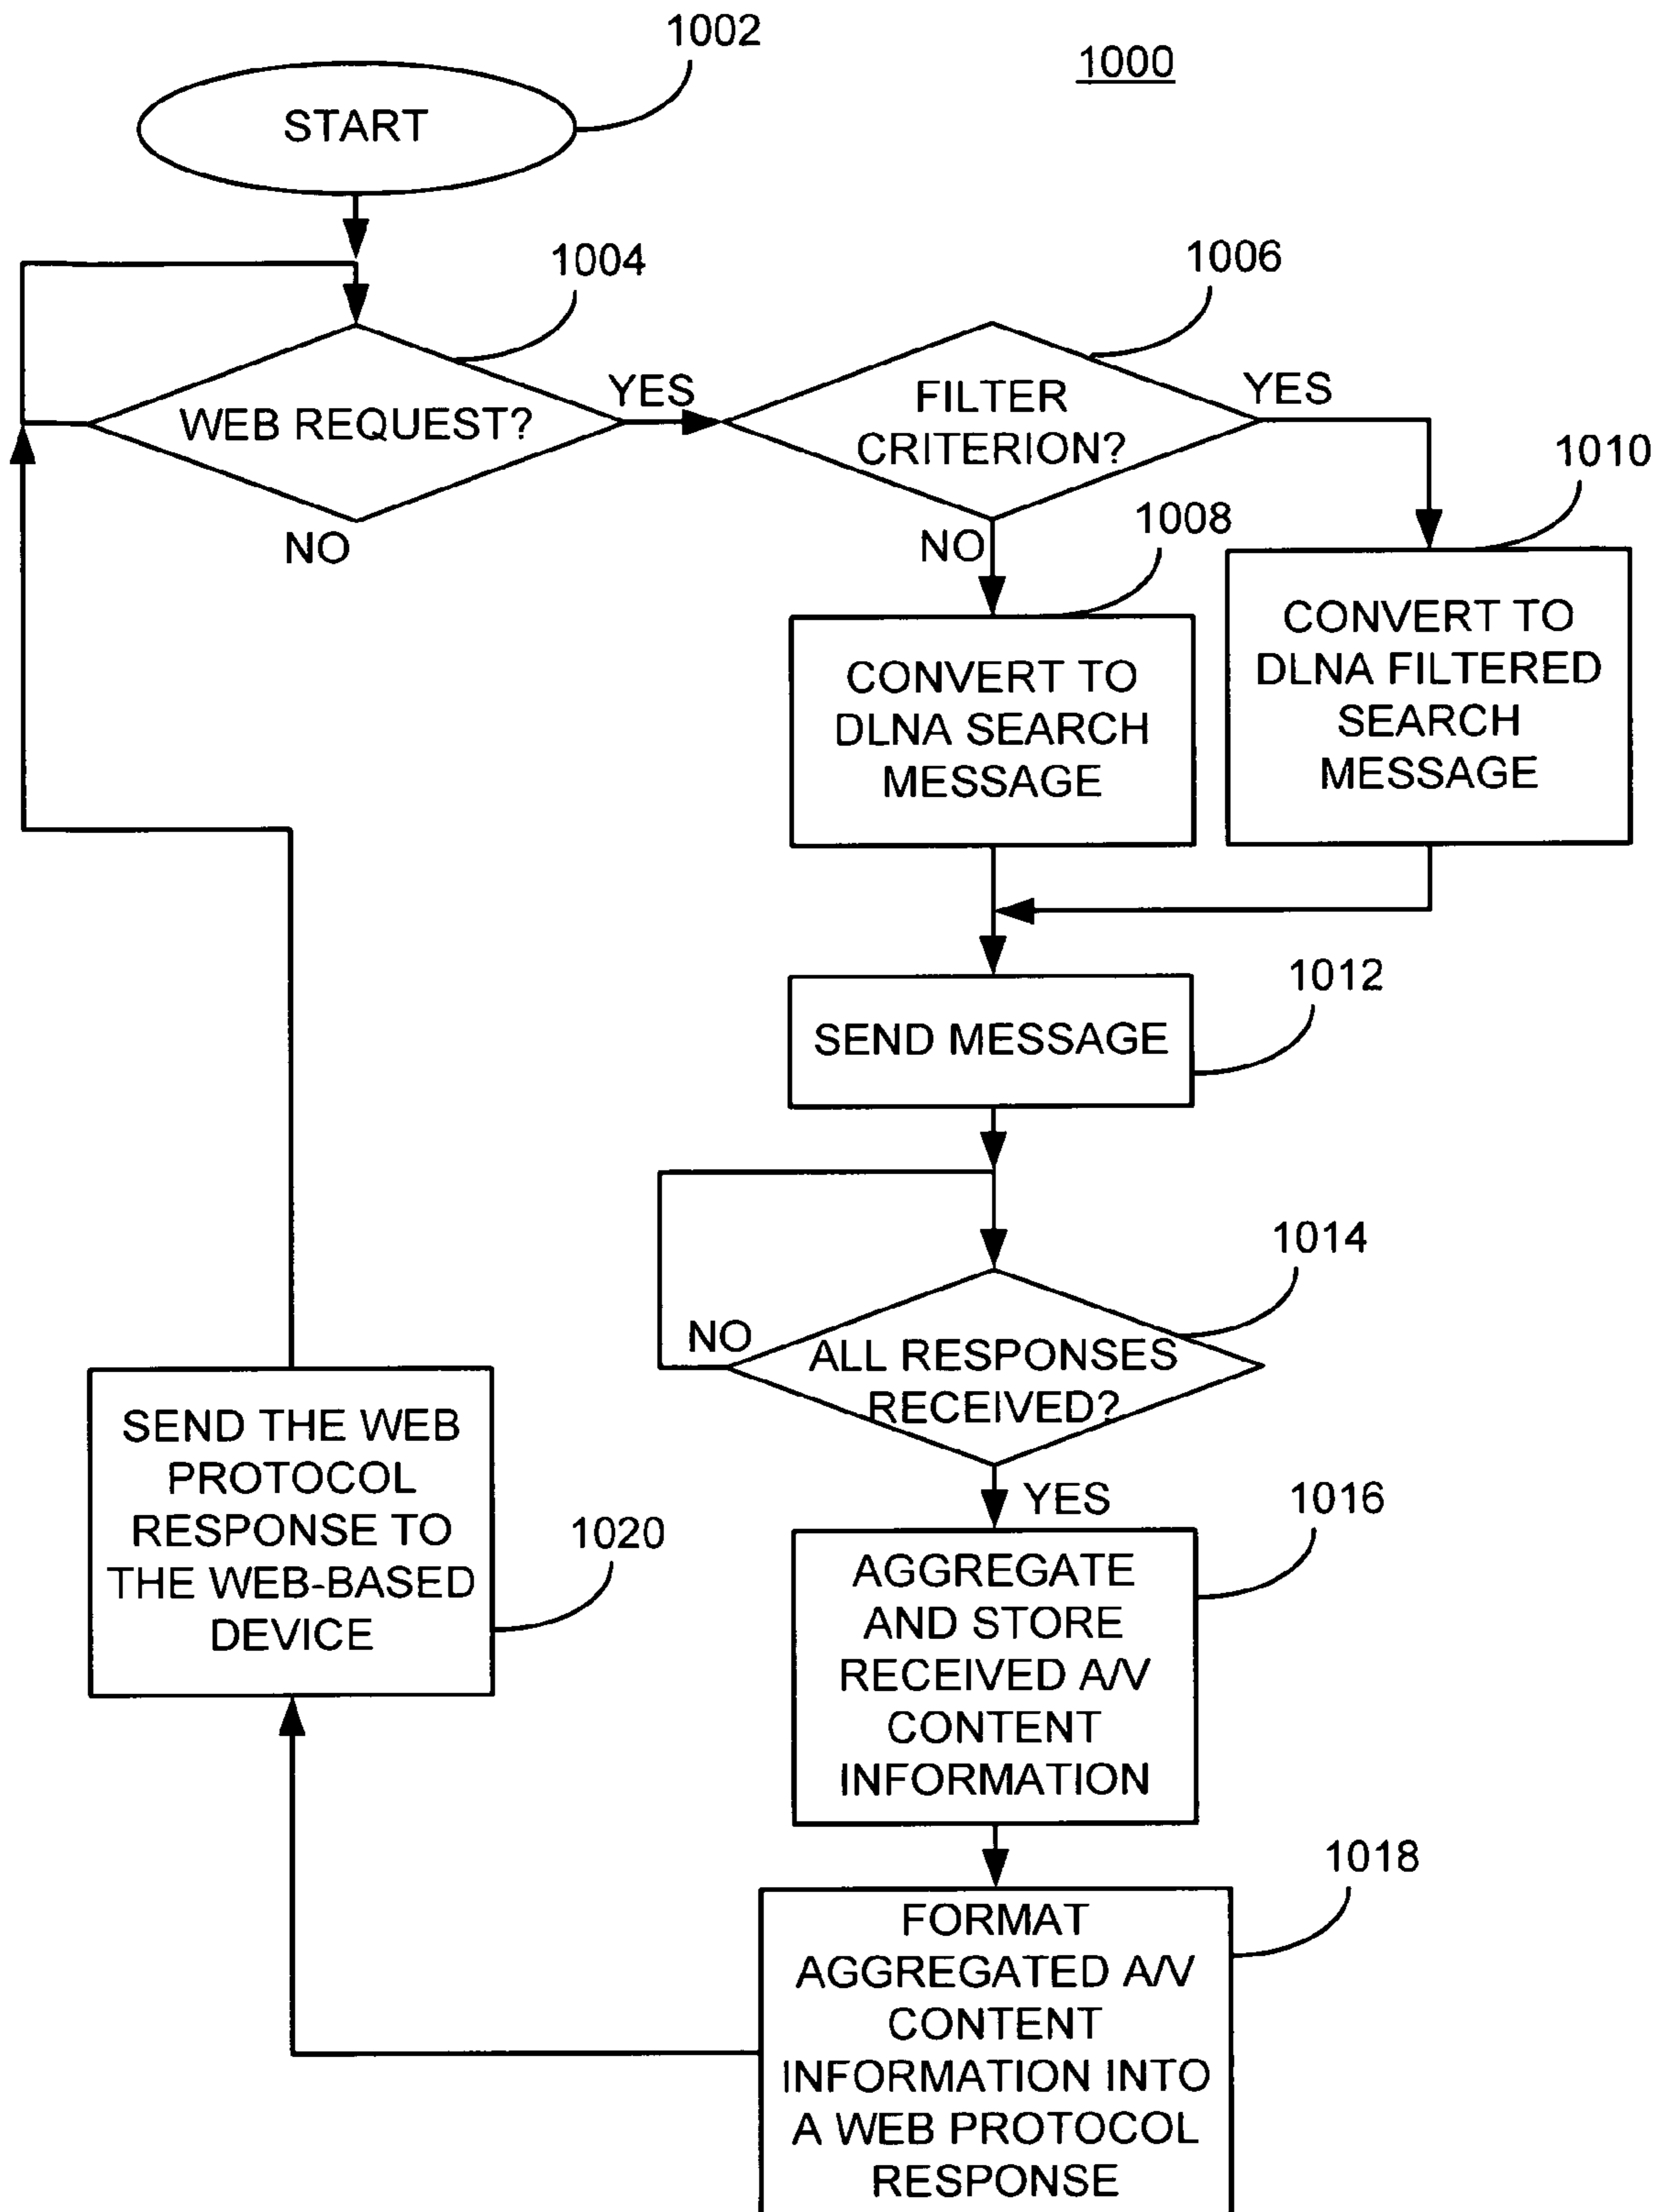 1002
1000
START
1004
1006
WEB REQUEST?
YES
FILTER
CRITERION?
YES
NO
NO
1008
1010
CONVERT TO
DLNA SEARCH
MESSAGE
CONVERT TO
DLNA FILTERED
SEARCH
MESSAGE
1012
SEND MESSAGE
1014
NO
ALL RESPONSES
RECEIVED?
YES
1016
AGGREGATE
AND STORE
RECEIVED A/V
CONTENT
INFORMATION
1018
FORMAT
AGGREGATED A/V
CONTENT
INFORMATION INTO
A WEB PROTOCOL
RESPONSE
SEND THE WEB
PROTOCOL
RESPONSE TO
THE WEB-BASED
DEVICE
1020